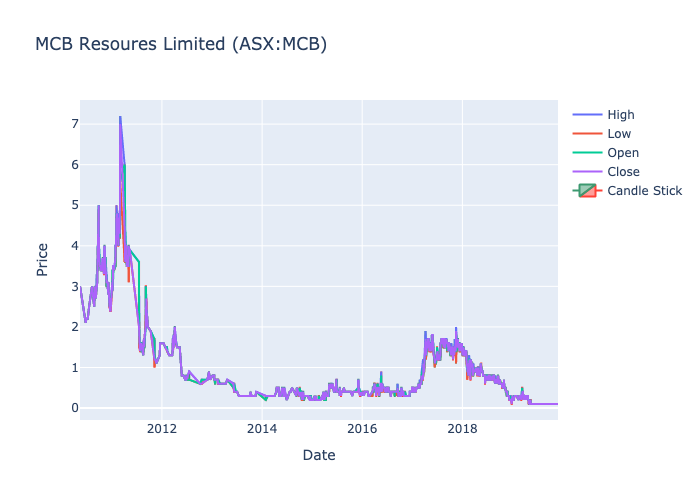 MCB Resoures Limited (ASX:MCB)
High
Low
Open
Close
Candle Stick
Price
7
6
5
4
3
2
1
0
2012 2014 2016 2018
Date